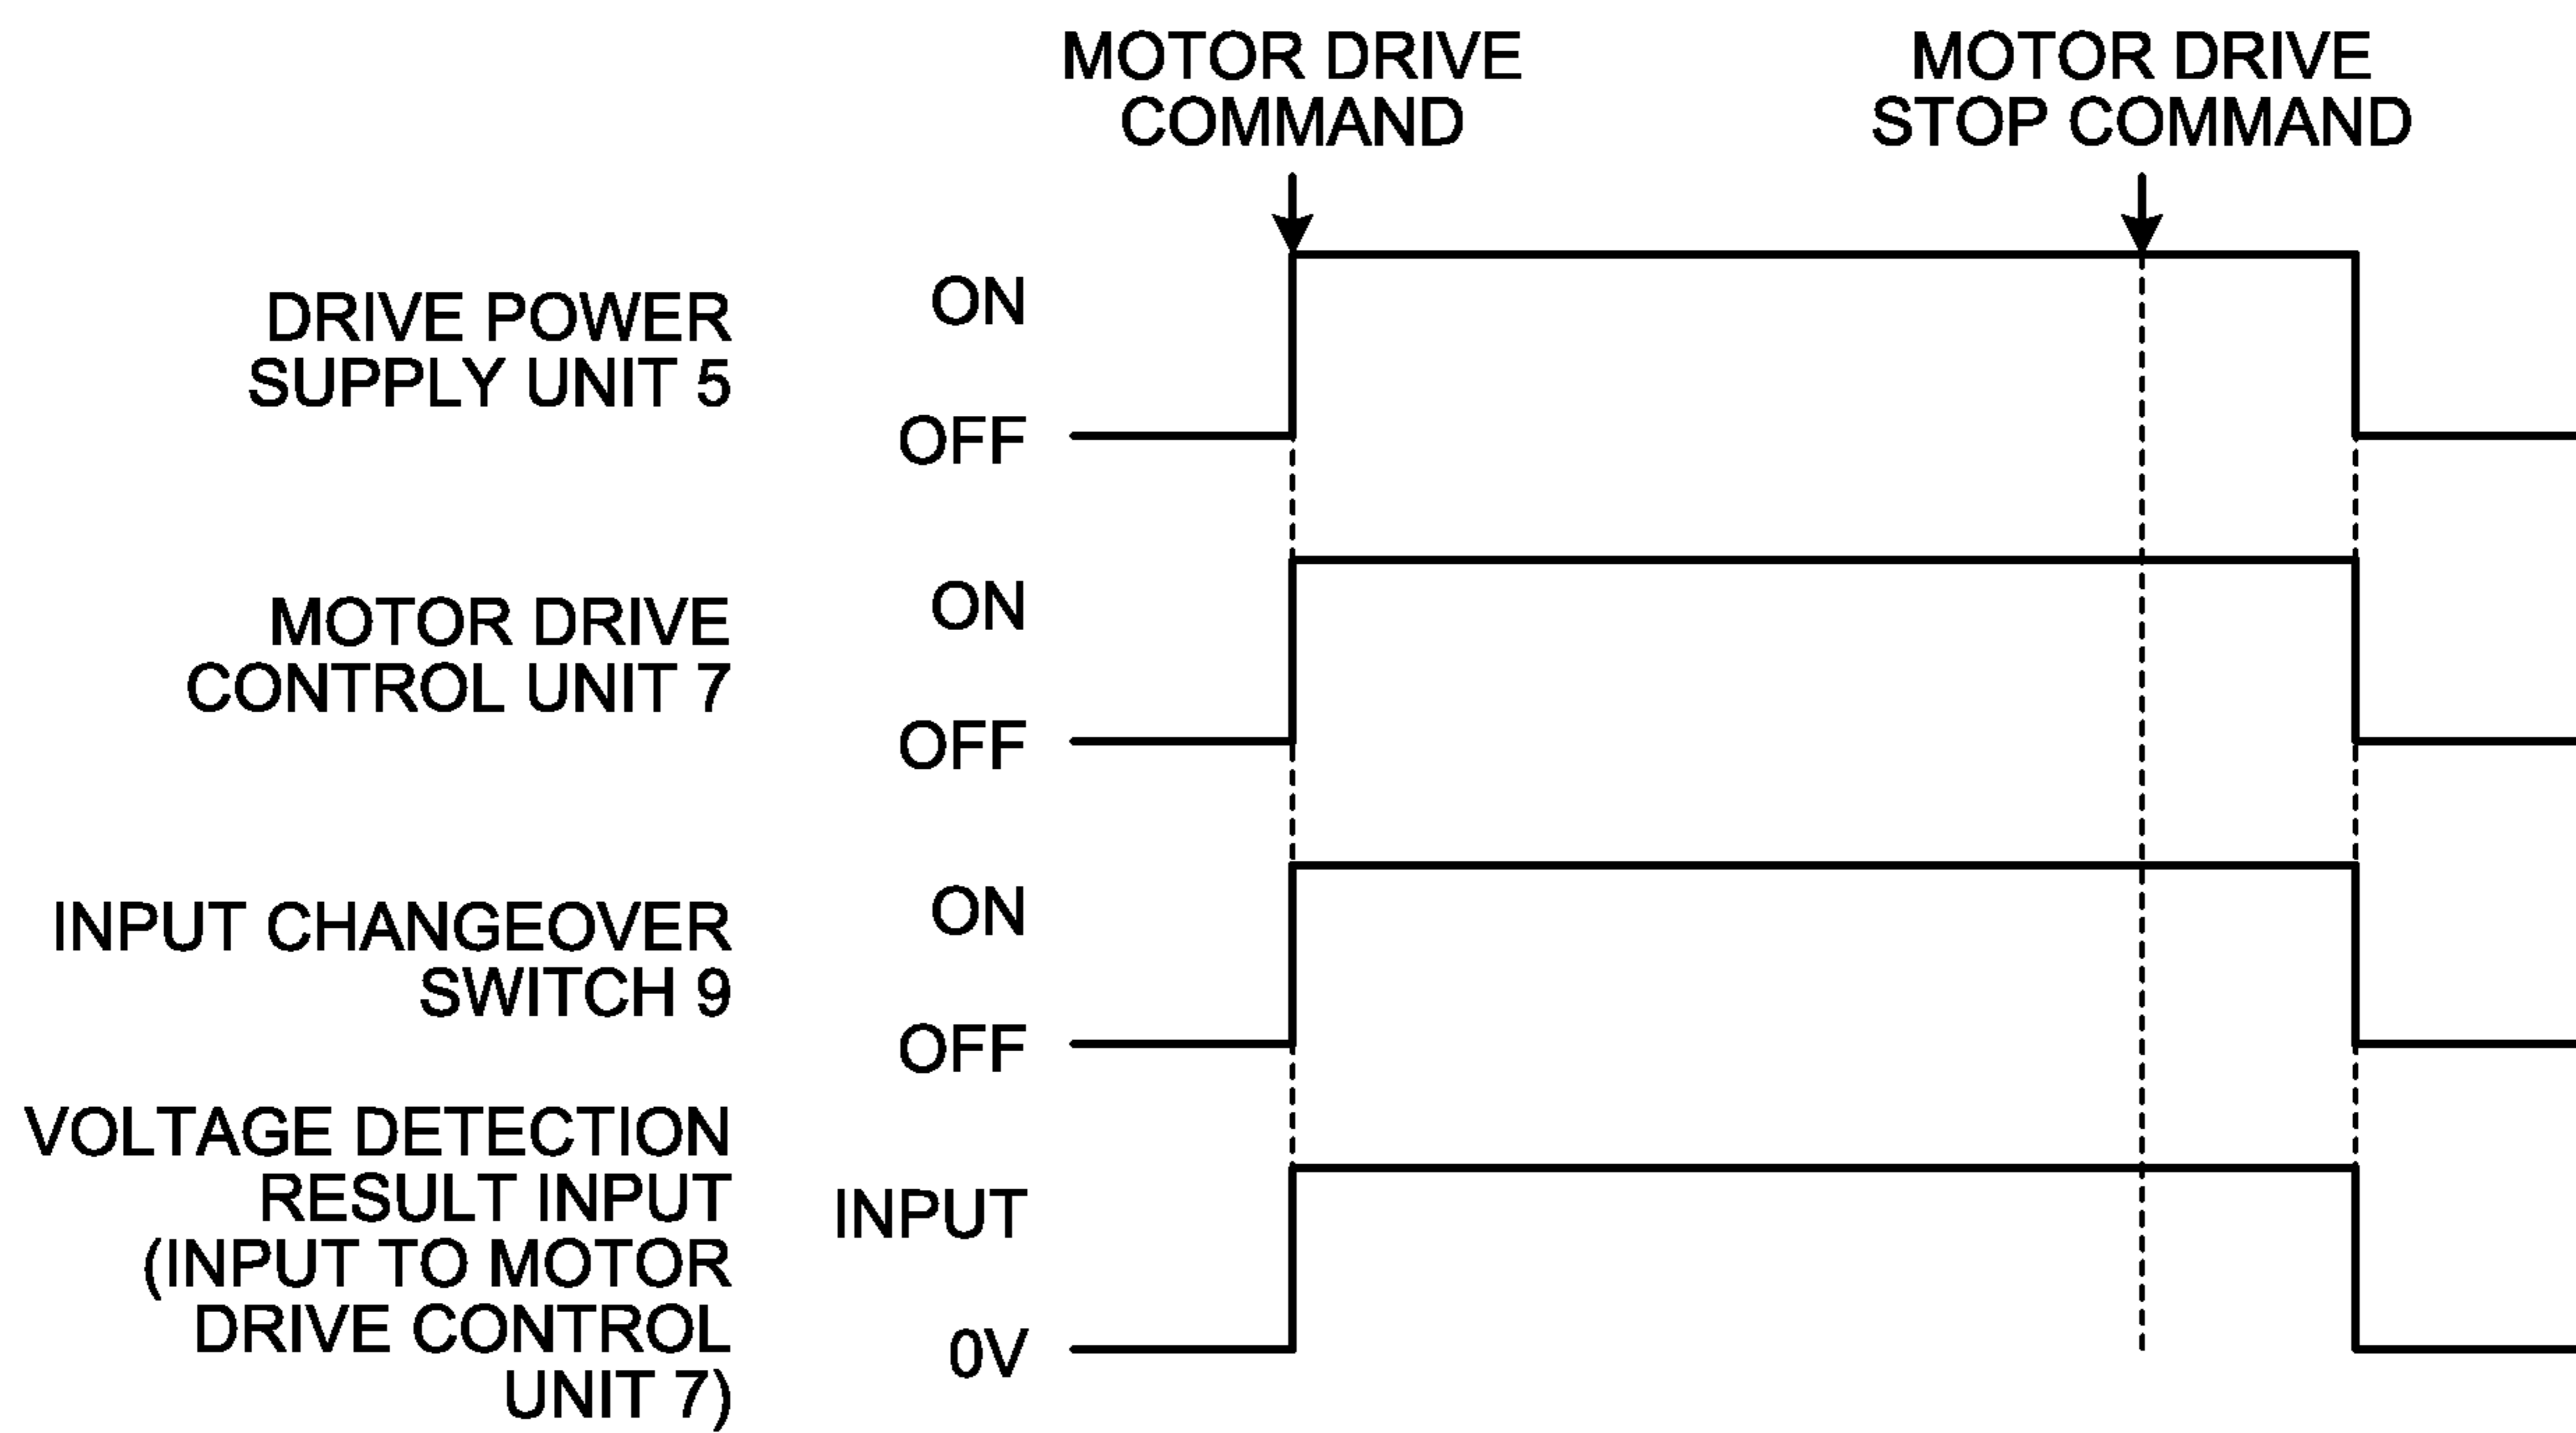 MOTOR DRIVE
COMMAND
MOTOR DRIVE
STOP COMMAND
DRIVE POWER
SUPPLY UNIT 5
ON
OFF
MOTOR DRIVE
CONTROL UNIT 7
ON
OFF
INPUT CHANGEOVER
SWITCH 9
ON
OFF
VOLTAGE DETECTION
RESULT INPUT
(INPUT TO MOTOR
DRIVE CONTROL
UNIT 7)
INPUT
0V